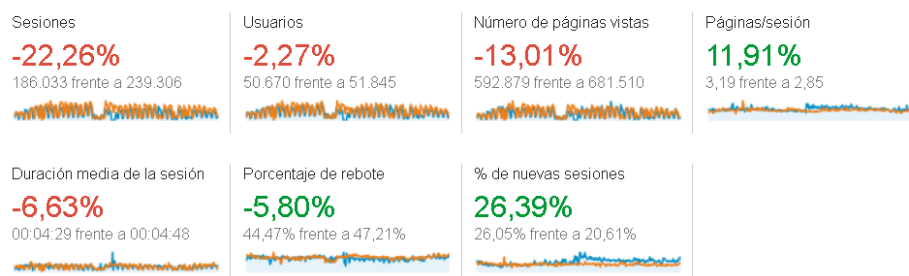 Sesiones
-22,26%
186.033 frente a 239.306
Usuarios
-2,27%
50.670 frente a 51.845
Número de páginas vistas
-13,01%
592.879 frente a 681.510
Páginas/sesión
11,91%
3,19 frente a 2,85
Duración media de la sesión
-6,63%
00:04:29 frente a 00:04:48
Porcentaje de rebote
-5,80%
44,47% frente a 47,21%
% de nuevas sesiones
26,39%
26,05% frente a 20,61%